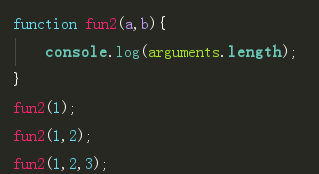 function fun2(a,b){
    console.log(arguments.length);
}
fun2(1);
fun2(1,2);
fun2(1,2,3);